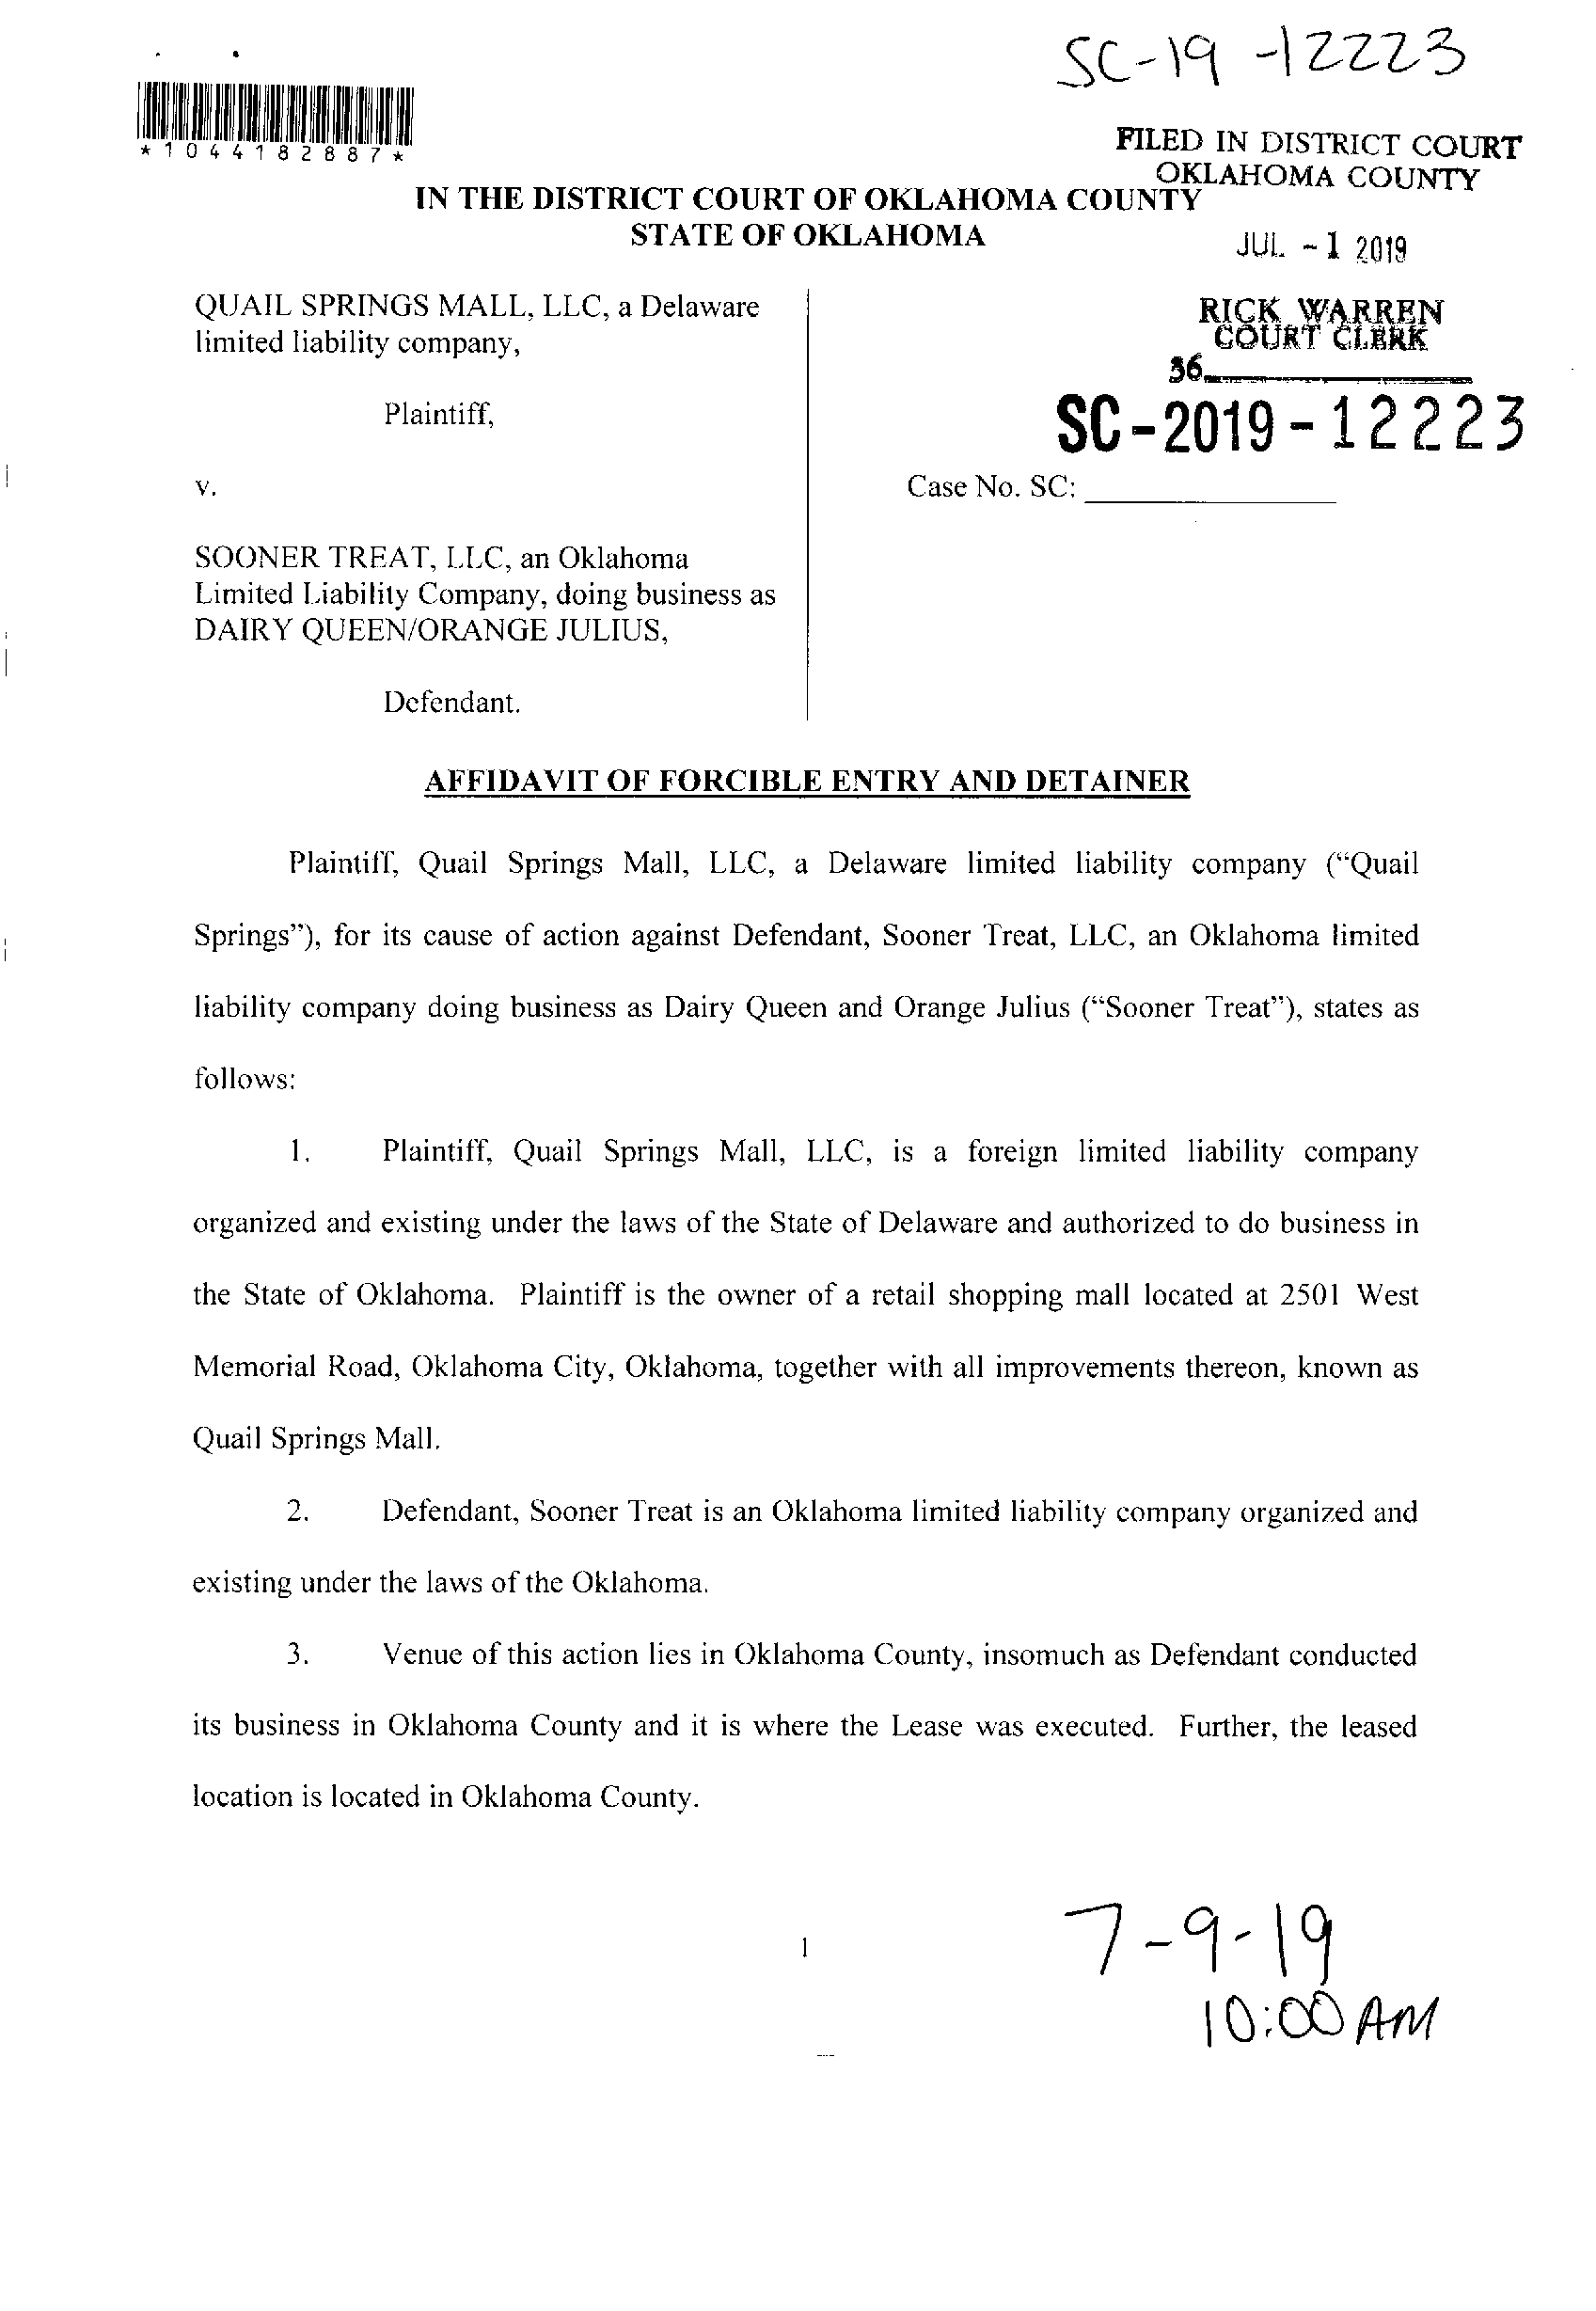 SC-19-12223
*1044182887*
FILED IN DISTRICT COURT
OKLAHOMA COUNTY
IN THE DISTRICT COURT OF OKLAHOMA COUNTY
STATE OF OKLAHOMA
JUL -1 2019
QUAIL SPRINGS MALL, LLC, a Delaware
limited liability company,
RICK WARREN
COURT CLERK
36
Plaintiff,
SC-2019-12223
v.
Case No. SC:
SOONER TREAT, LLC, an Oklahoma
Limited Liability Company, doing business as
DAIRY QUEEN/ORANGE JULIUS,
Defendant.
AFFIDAVIT OF FORCIBLE ENTRY AND DETAINER
Plaintiff, Quail Springs Mall, LLC, a Delaware limited liability company (“Quail
Springs”), for its cause of action against Defendant, Sooner Treat, LLC, an Oklahoma limited
liability company doing business as Dairy Queen and Orange Julius (“Sooner Treat”), states as
follows:
1. Plaintiff, Quail Springs Mall, LLC, is a foreign limited liability company
organized and existing under the laws of the State of Delaware and authorized to do business in
the State of Oklahoma. Plaintiff is the owner of a retail shopping mall located at 2501 West
Memorial Road, Oklahoma City, Oklahoma, together with all improvements thereon, known as
Quail Springs Mall.
2. Defendant, Sooner Treat is an Oklahoma limited liability company organized and
existing under the laws of the Oklahoma.
3. Venue of this action lies in Oklahoma County, insomuch as Defendant conducted
its business in Oklahoma County and it is where the Lease was executed. Further, the leased
location is located in Oklahoma County.
1
7-9-19
10:00 AM